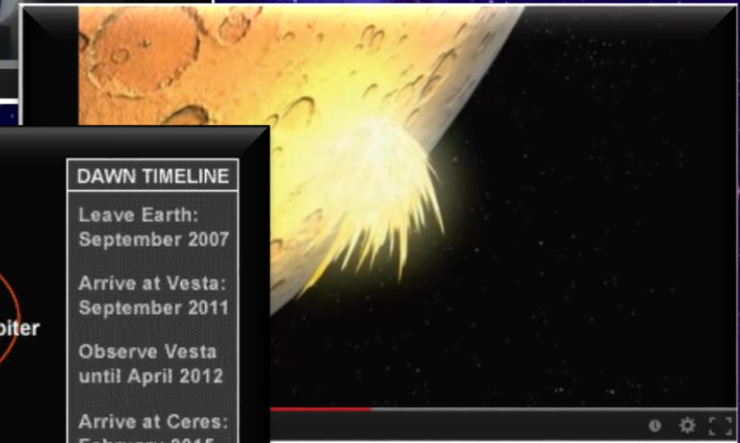 DAWN TIMELINE
Leave Earth:
September 2007
Arrive at Vesta:
September 2011
Observe Vesta
until April 2012
Arrive at Ceres: